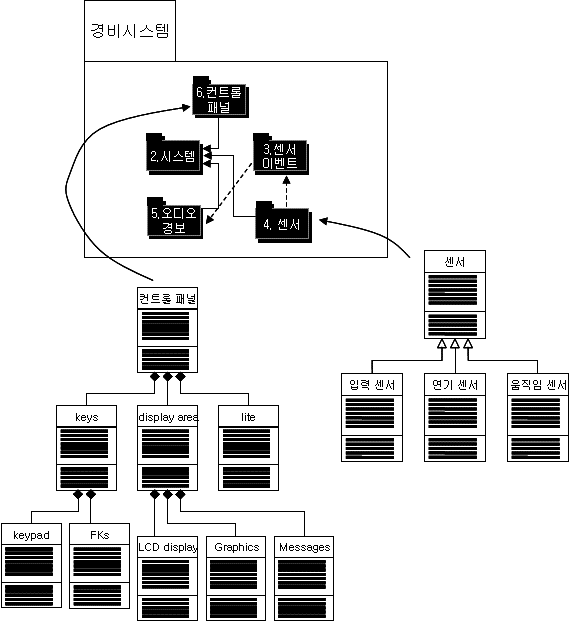 경비시스템
6.컨트롤
패널
2.시스템
3.센서
이벤트
5.오디오
경보
4. 센서
센서
컨트롤 패널
입력 센서
연기 센서
움직임 센서
keys
display area
lite
keypad
FKs
LCD display
Graphics
Messages